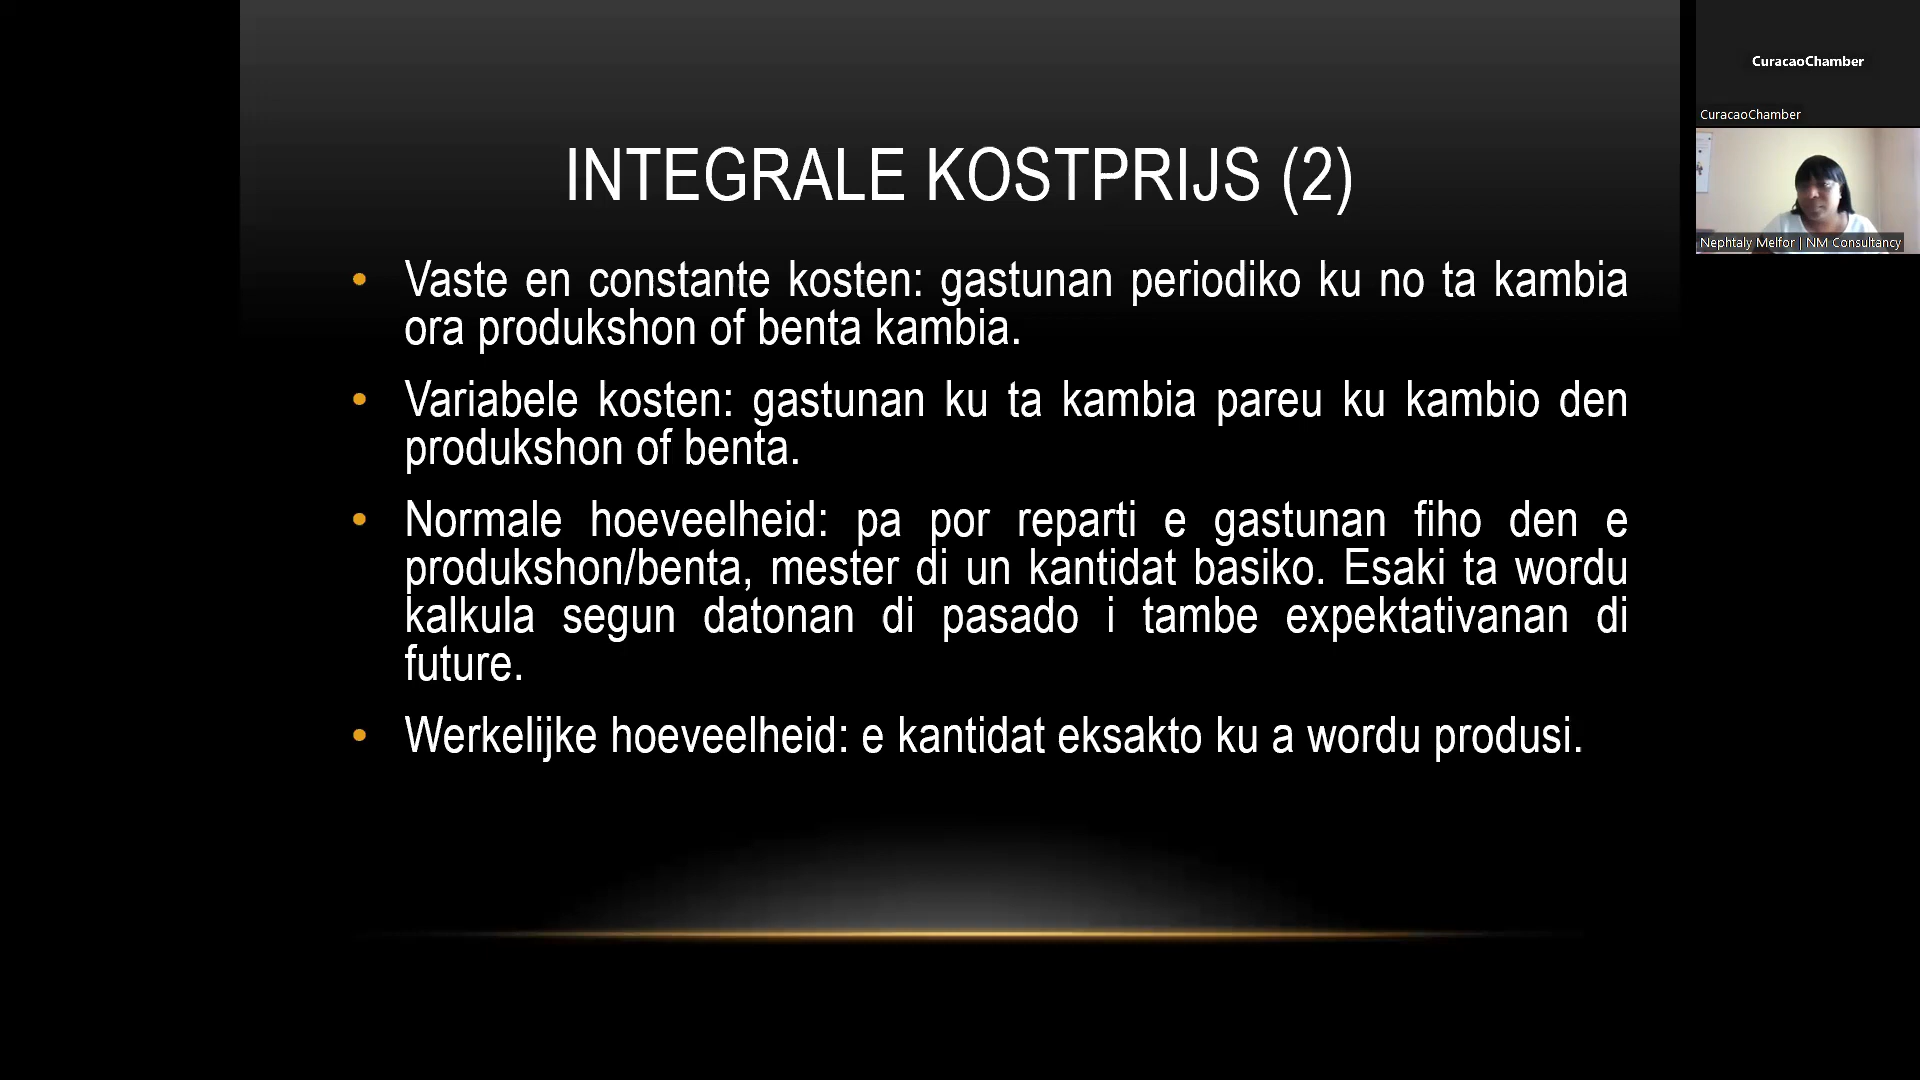 INTEGRALE KOSTPRIJS (2)
• Vaste en constante kosten: gastunan periodiko ku no ta kambia
ora produkshon of benta kambia.
• Variabele kosten: gastunan ku ta kambia pareu ku kambio den
produkshon of benta.
• Normale hoeveelheid: pa por reparti e gastunan fiho den e
produkshon/benta, mester di un kantidat basiko. Esaki ta wordu
kalkula segun datonan di pasado i tambe expektativanan di
future.
• Werkelijke hoeveelheid: e kantidat eksakto ku a wordu produsi.
CuracaoChamber
CuracaoChamber
Nephtaly Melfor | NM Consultancy